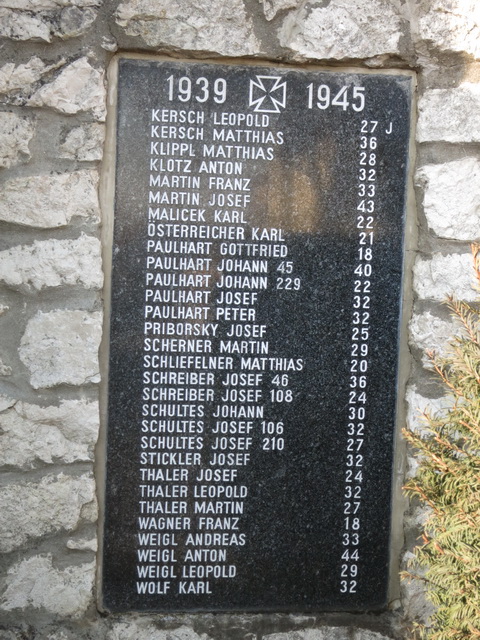 1939 1945
KERSCH LEOPOLD 27 J
KERSCH MATTHIAS 36
KLIPPL MATTHIAS 28
KLOTZ ANTON 32
MARTIN FRANZ 33
MARTIN JOSEF 43
MALICEK KARL 22
ÖSTERREICHER KARL 21
PAULHART GOTTFRIED 18
PAULHART JOHANN 45 40
PAULHART JOHANN 229 22
PAULHART JOSEF 32
PAULHART PETER 32
PRIBORSKY JOSEF 25
SCHERNER MARTIN 29
SCHLIEFELNER MATTHIAS 20
SCHREIBER JOSEF 46 36
SCHREIBER JOSEF 108 24
SCHULTES JOHANN 30
SCHULTES JOSEF 106 32
SCHULTES JOSEF 210 27
STICKLER JOSEF 32
THALER JOSEF 24
THALER LEOPOLD 32
THALER MARTIN 27
WAGNER FRANZ 18
WEIGL ANDREAS 33
WEIGL ANTON 44
WEIGL LEOPOLD 29
WOLF KARL 32